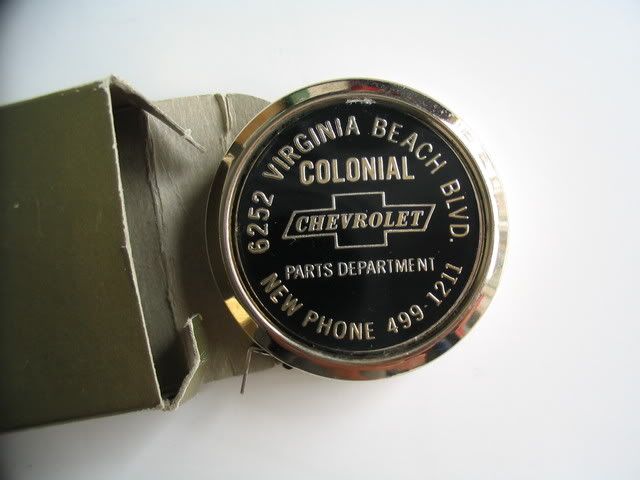 6252 VIRGINIA BEACH BLVD.
COLONIAL
CHEVROLET
PARTS DEPARTMENT
NEW PHONE 499-1211